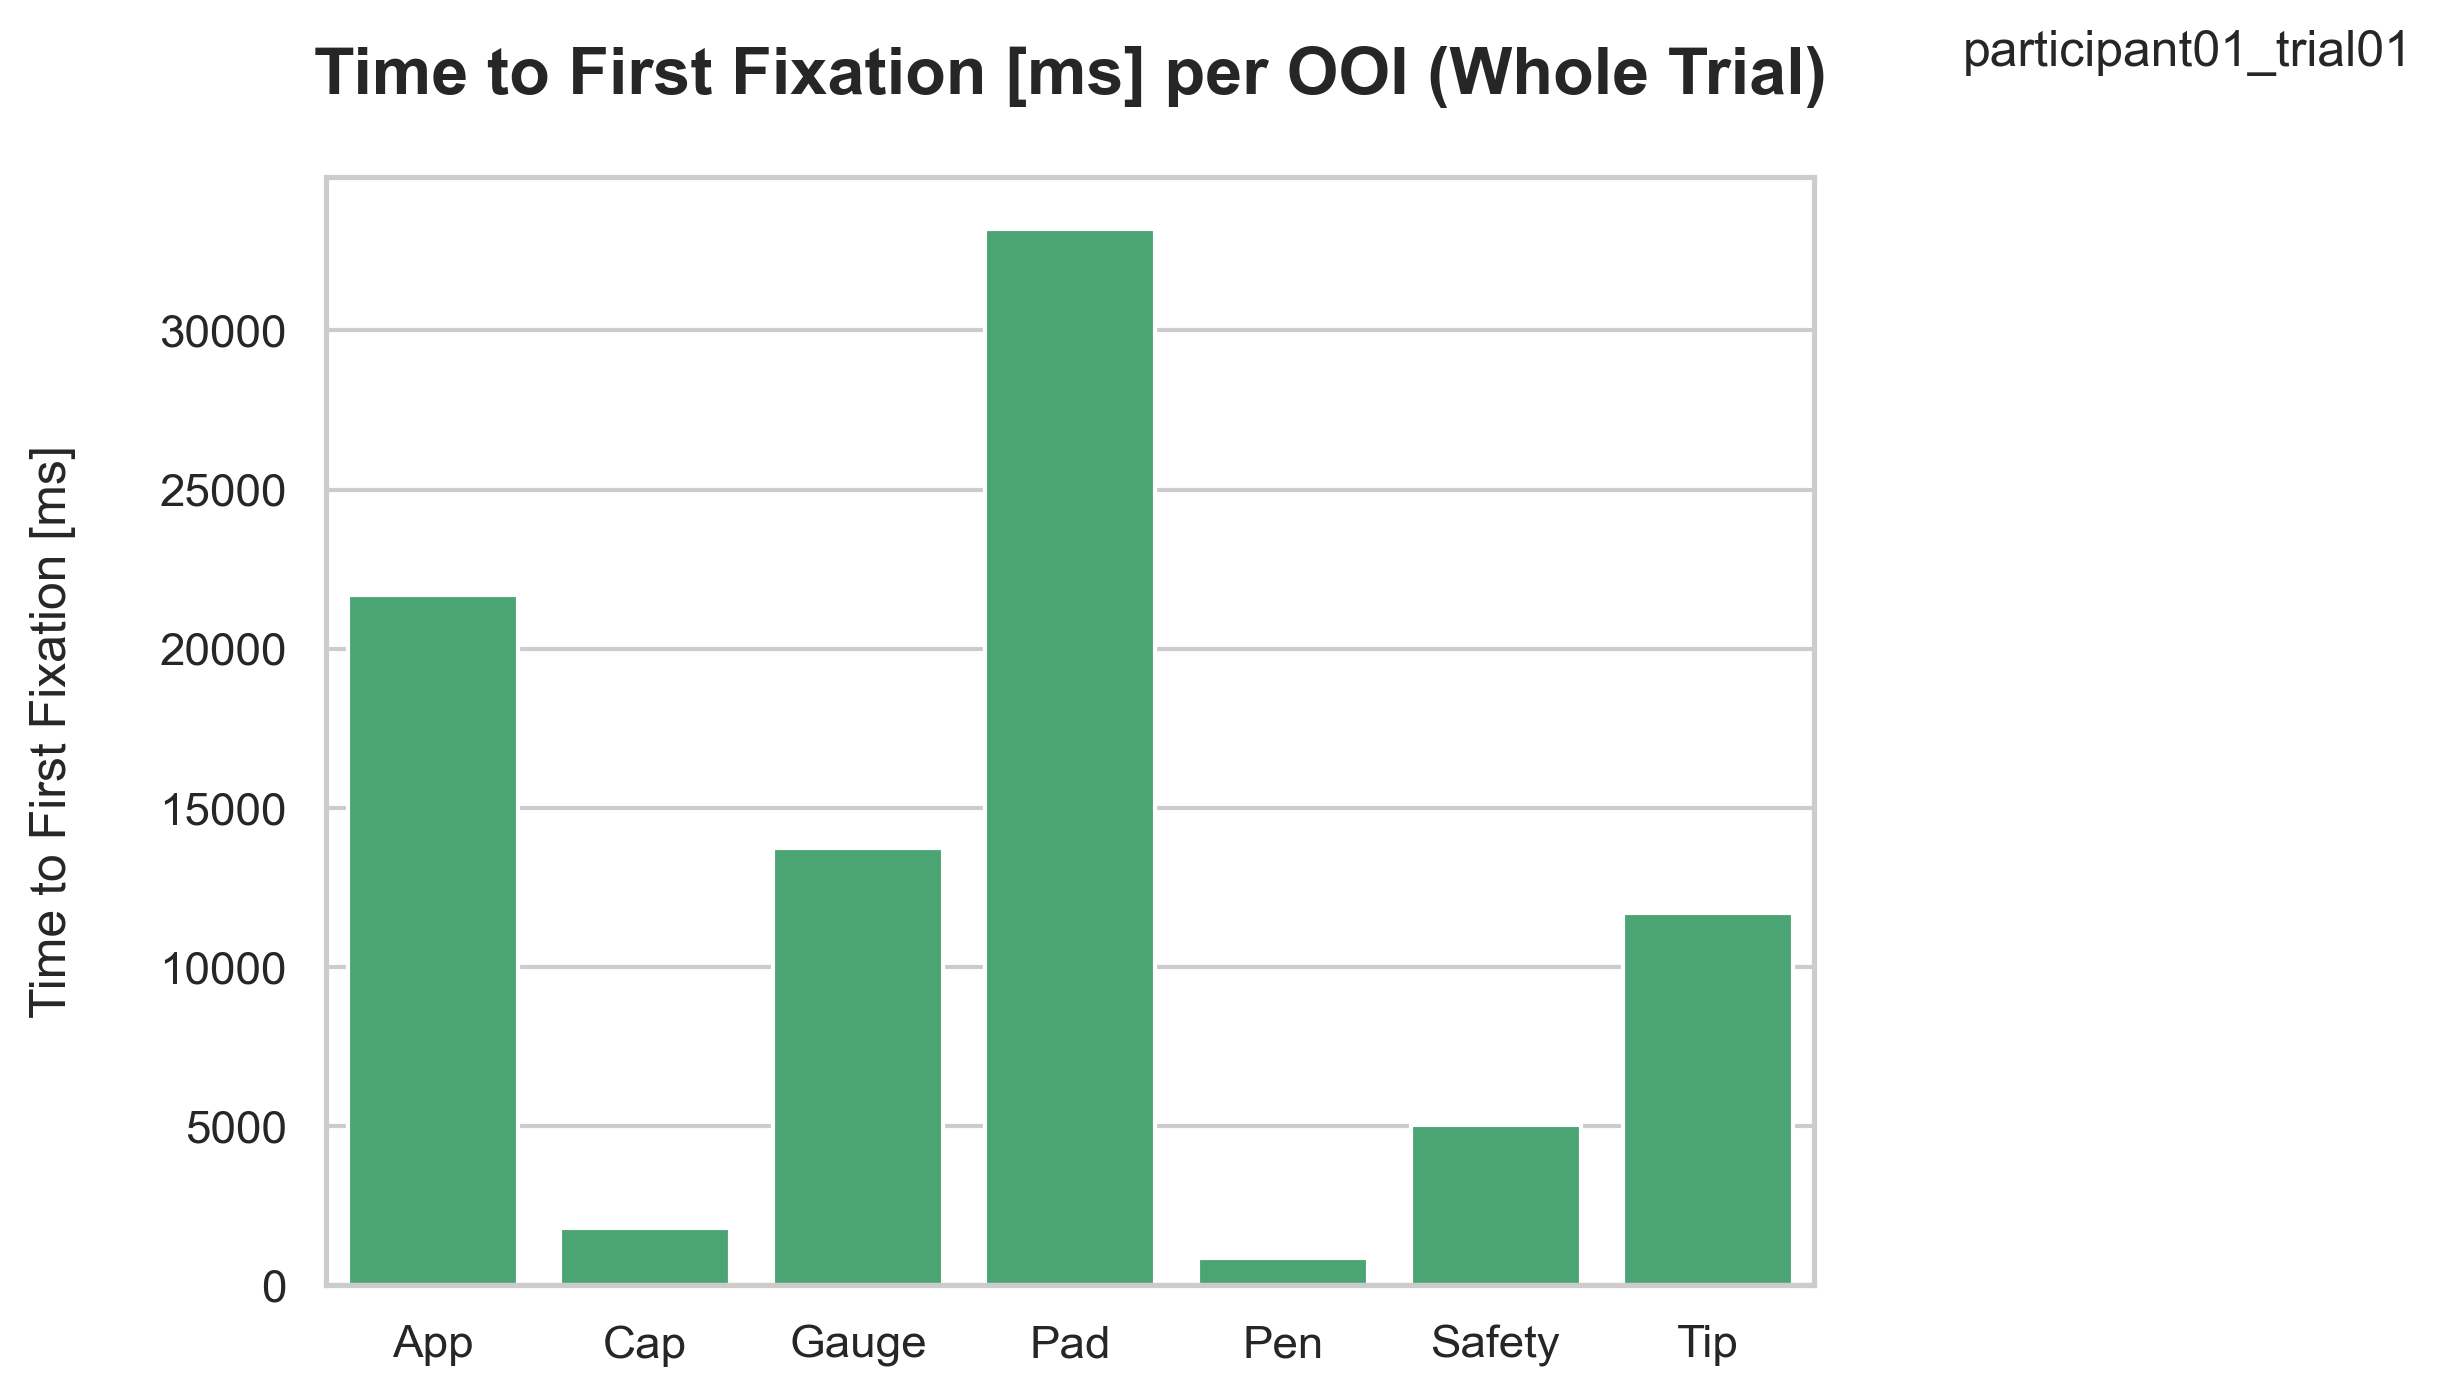 Time to First Fixation [ms] per OOI (Whole Trial)
participant01_trial01
Time to First Fixation [ms]
30000
25000
20000
15000
10000
5000
0
App Cap Gauge Pad Pen Safety Tip